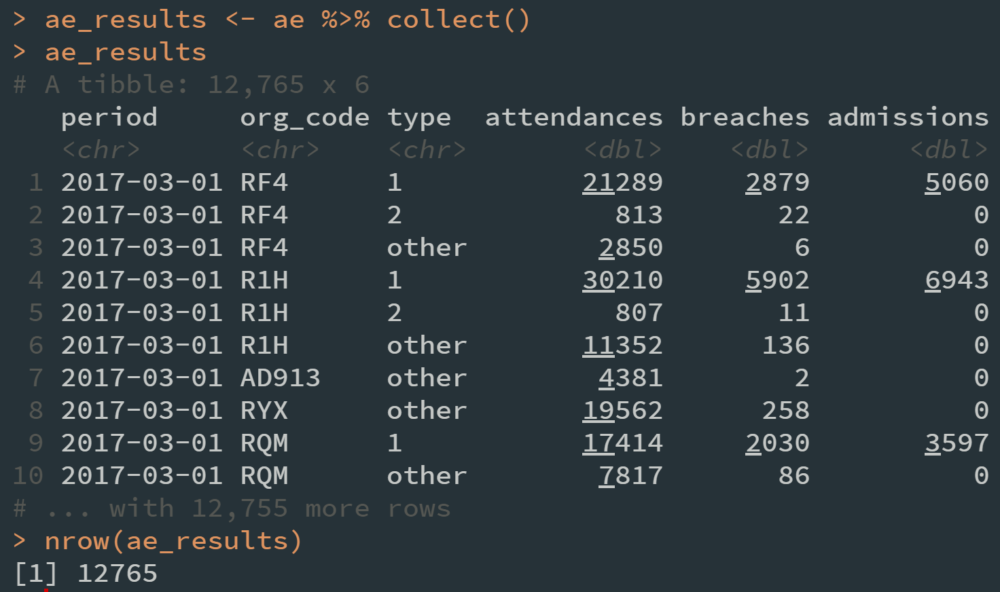 > ae_results <- ae %>% collect()
> ae_results
# A tibble: 12,765 x 6
   period     org_code type  attendances breaches admissions
   <chr>      <chr>    <chr>       <dbl>    <dbl>      <dbl>
 1 2017-03-01 RF4      1           21289     2879       5060
 2 2017-03-01 RF4      2             813       22          0
 3 2017-03-01 RF4      other        2850        6          0
 4 2017-03-01 R1H      1           30210     5902       6943
 5 2017-03-01 R1H      2             807       11          0
 6 2017-03-01 R1H      other       11352      136          0
 7 2017-03-01 AD913    other        4381        2          0
 8 2017-03-01 RYX      other       19562      258          0
 9 2017-03-01 RQM      1           17414     2030       3597
10 2017-03-01 RQM      other        7817       86          0
# ... with 12,755 more rows
> nrow(ae_results)
[1] 12765